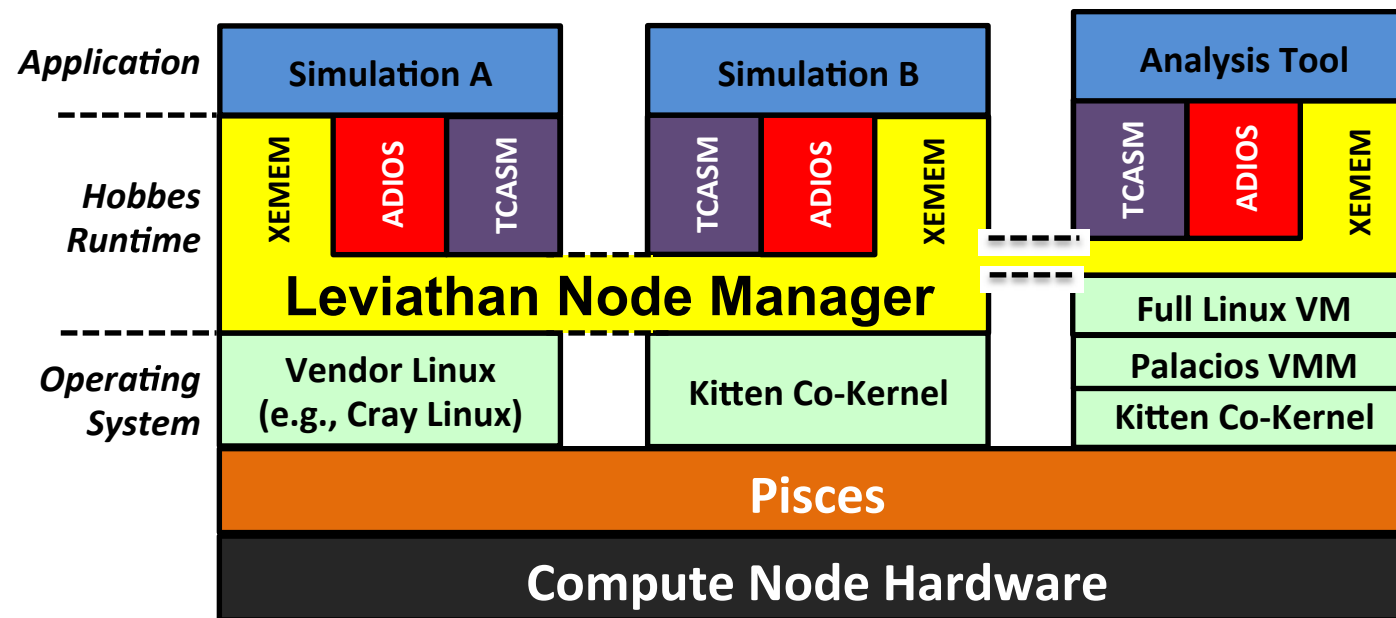 Application
Simulation A
Simulation B
Analysis Tool
Hobbes
Runtime
XEMEM
ADIOS
TCASM
TCASM
ADIOS
XEMEM
TCASM
ADIOS
XEMEM
Leviathan Node Manager
Operating
System
Vendor Linux
(e.g., Cray Linux)
Kitten Co-Kernel
Full Linux VM
Palacios VMM
Kitten Co-Kernel
Pisces
Compute Node Hardware